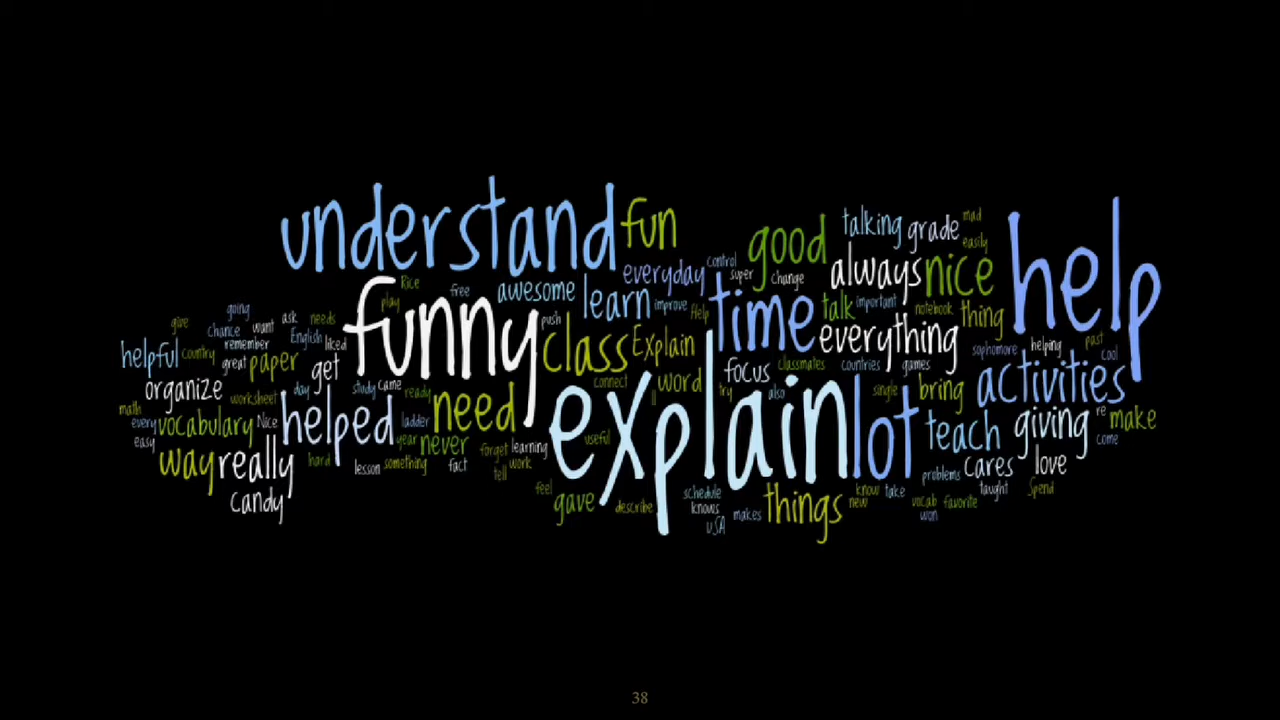 understand
fun
good
talking
grade
mad
easily
help
everyday
control
super
change
always
nice
going
Rice
play
free
awesome
learn
improve
Help
time
talk
important
notebook
thing
give
chance
want
ask
needs
remember
English
liked
funny
push
class
Explain
everything
sophomore
helping
past
cool
helpful
country
great
paper
get
connect
word
focus
classmates
countries
games
try
also
single
bring
activities
organize
worksheet
day
study
came
ready
need
explain
ll
lot
teach
giving
re
make
come
math
every
easy
vocabulary
Nice
helped
ladder
year
never
forget
learning
useful
way
really
hard
lesson
something
fact
tell
work
problems
cares
love
candy
feel
gave
describe
schedule
knows
USA
makes
things
know
new
take
vocab
won
favorite
taught
Spend
38